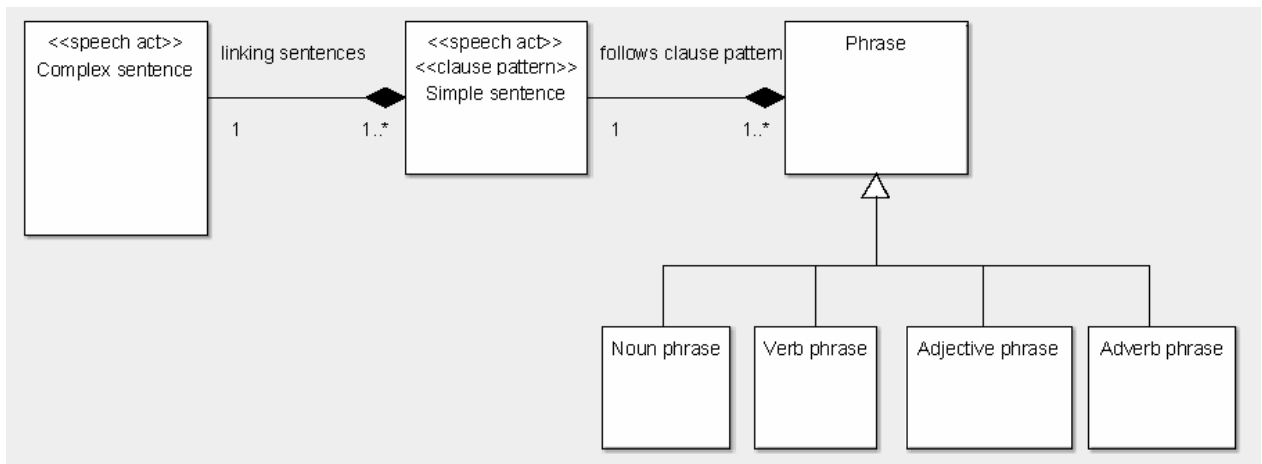 <<speech act>>
Complex sentence
linking sentences
1
1..*
<<speech act>>
<<clause pattern>>
Simple sentence
follows clause pattern
1
1..*
Phrase
Noun phrase
Verb phrase
Adjective phrase
Adverb phrase